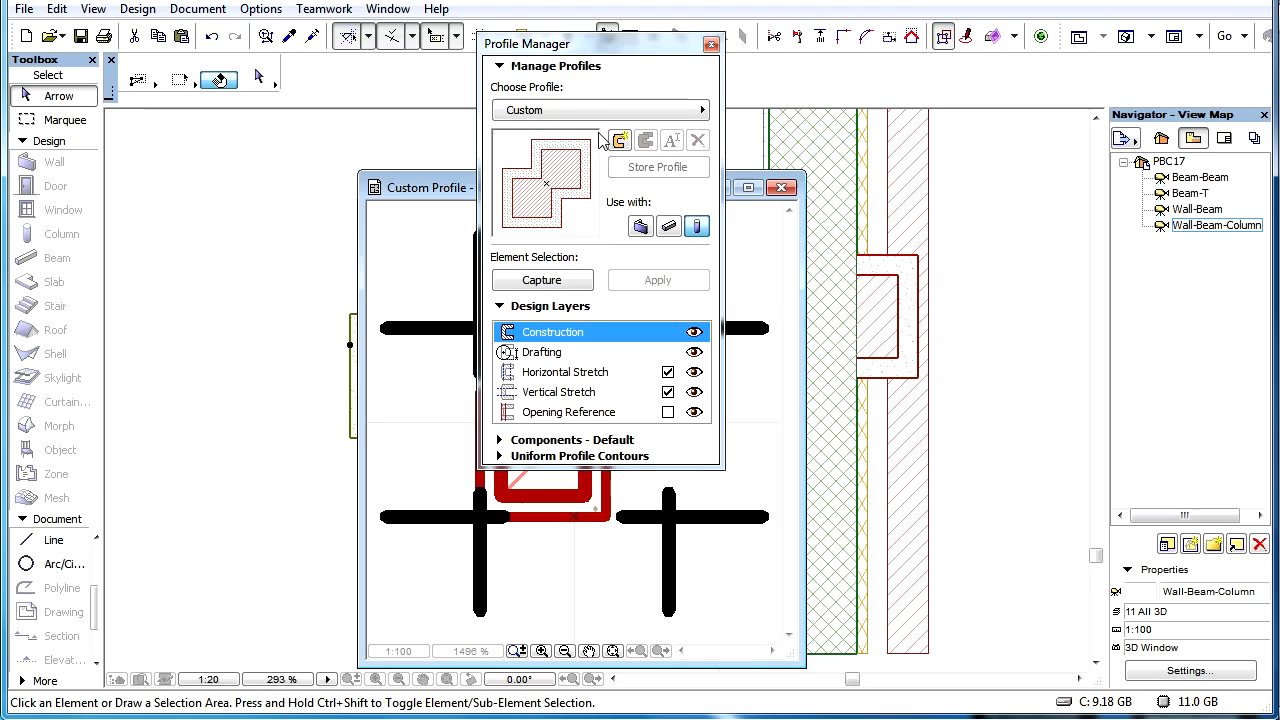 File Edit View Design Document Options Teamwork Window Help
Go
Toolbox
Select
Arrow
Marquee
Design
Wall
Door
Window
Column
Beam
Slab
Stair
Roof
Shell
Skylight
Curtain...
Morph
Object
Zone
Mesh
Document
Line
Arc/Ci...
Polyline
Drawing
Section
Elevat...
More
Custom Profile -
1:100 1496 %
Profile Manager
Manage Profiles
Choose Profile:
Custom
Store Profile
Use with:
Element Selection:
Capture Apply
Design Layers
Construction
Drafting
Horizontal Stretch
Vertical Stretch
Opening Reference
Components - Default
Uniform Profile Contours
Navigator - View Map
PBC17
Beam-Beam
Beam-T
Wall-Beam
Wall-Beam-Column
Properties
Wall-Beam-Column
11 All 3D
1:100
3D Window
Settings...
1:20 293 % 0.00°
Click an Element or Draw a Selection Area. Press and Hold Ctrl+Shift to Toggle Element/Sub-Element Selection. C: 9.18 GB 11.0 GB